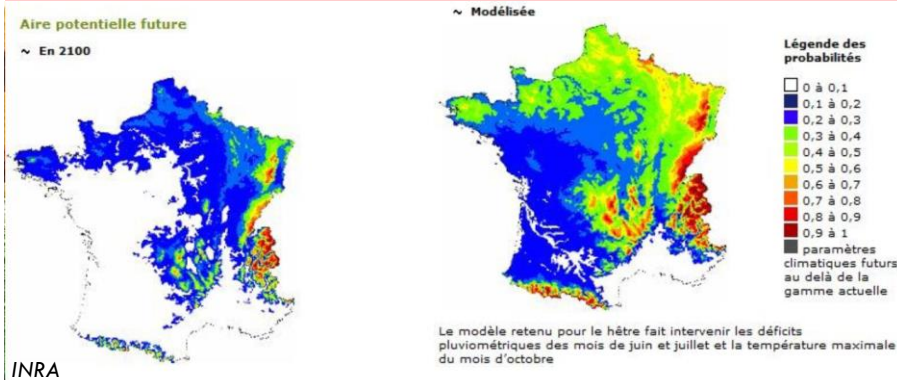 Aire potentielle future
~ En 2100
INRA
~ Modélisée
Légende des
probabilités
0 à 0,1
0,1 à 0,2
0,2 à 0,3
0,3 à 0,4
0,4 à 0,5
0,5 à 0,6
0,6 à 0,7
0,7 à 0,8
0,8 à 0,9
0,9 à 1
paramètres
climatiques futurs
au delà de la
gamme actuelle
Le modèle retenu pour le hêtre fait intervenir les déficits
pluviométriques des mois de juin et juillet et la température maximale
du mois d'octobre